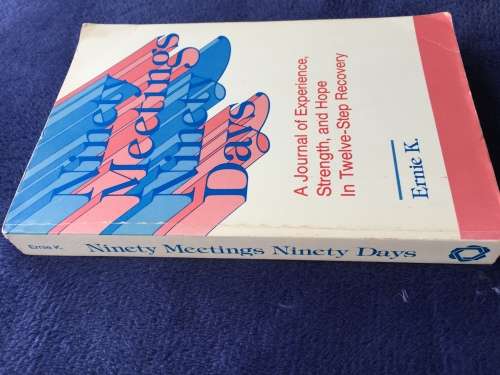 Ninety
Meetings
Ninety
Days
A Journal of Experience,
Strength, and Hope
In Twelve-Step Recovery
Ernie K.
Ernie K. Ninety Meetings Ninety Days